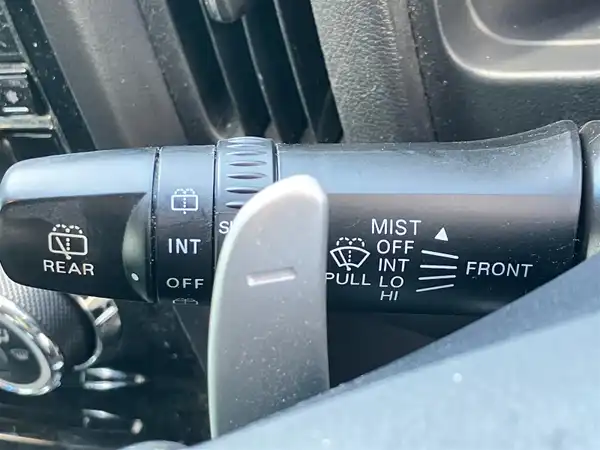 REAR
INT
OFF
PULL
MIST
OFF
INT
LO
HI
FRONT